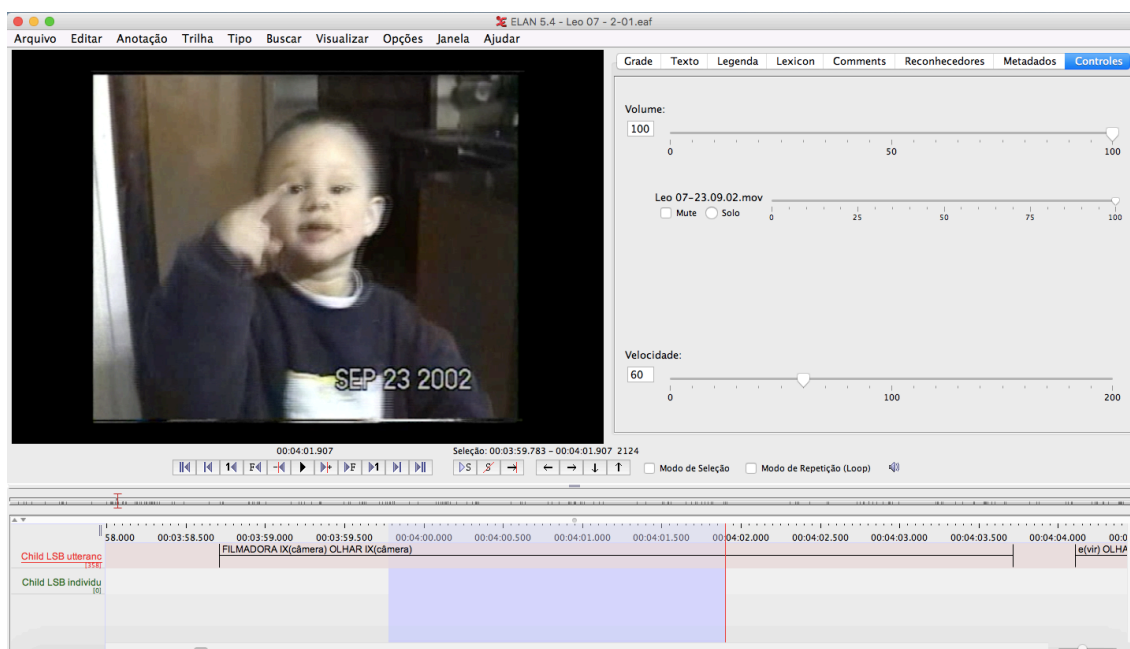 ELAN 5.4 - Leo 07 - 2-01.eaf
Arquivo Editar Anotação Trilha Tipo Buscar Visualizar Opções Janela Ajudar
Grade Texto Legenda Lexicon Comments Reconhecedores Metadados Controles
Volume:
100
0 50 100
Leo 07-23.09.02.mov
Mute Solo
0 25 50 75 100
SEP 23 2002
Velocidade:
60
0 100 200
00:04:01.907 Seleção: 00:03:59.783 - 00:04:01.907 2124
Modo de Seleção Modo de Repetição (Loop)
58.000 00:03:58.500 00:03:59.000 00:03:59.500 00:04:00.000 00:04:00.500 00:04:01.000 00:04:01.500 00:04:02.000 00:04:02.500 00:04:03.000 00:04:03.500 00:04:04.000 00:0
FILMADORA IX(câmera) OLHAR IX(câmera) e(vir) OLHA
Child LSB utteranc
[358]
Child LSB individu
[0]